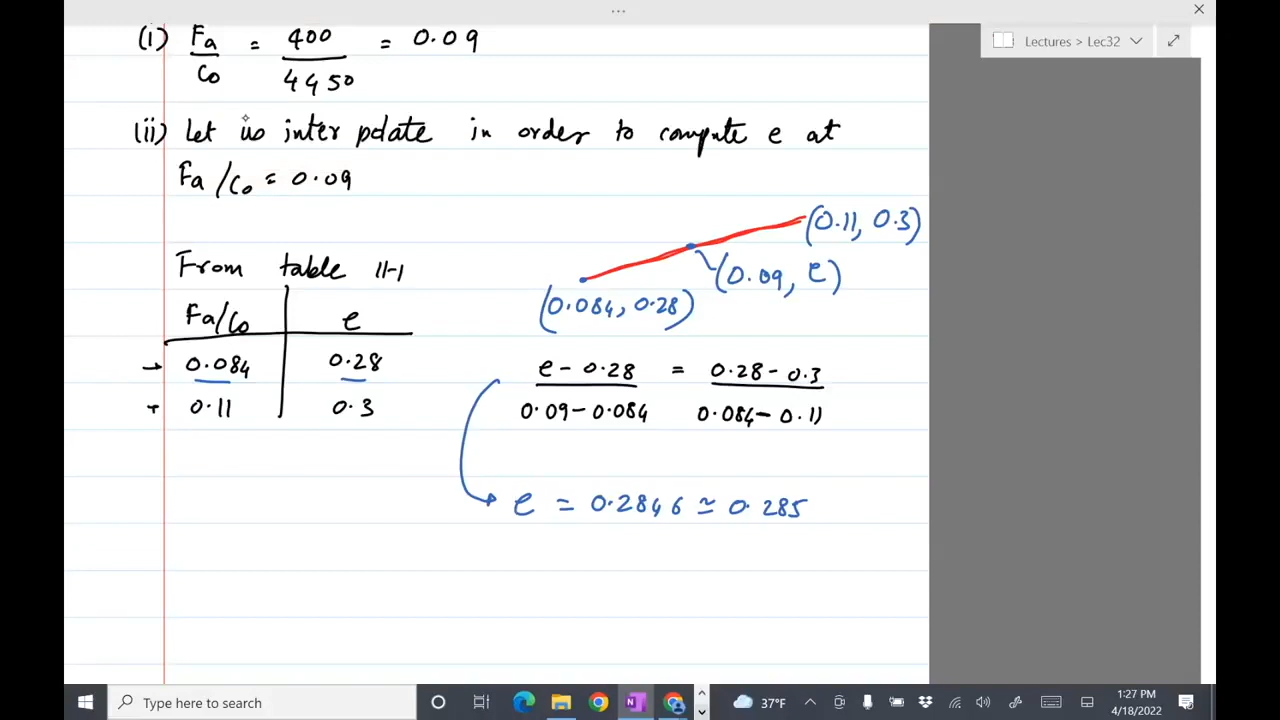 ...
Lectures > Lec32
(i) Fa/Co = 400/4450 = 0.09
(ii) Let us interpolate in order to compute e at
Fa/Co = 0.09
(0.11, 0.3)
(0.09, e)
(0.084, 0.28)
From table 11-1
Fa/Co | e
→ 0.084 | 0.28
→ 0.11 | 0.3
e - 0.28 = 0.28 - 0.3
0.09 - 0.084 0.084 - 0.11
e = 0.2846 ≃ 0.285
Type here to search
37°F
1:27 PM
4/18/2022